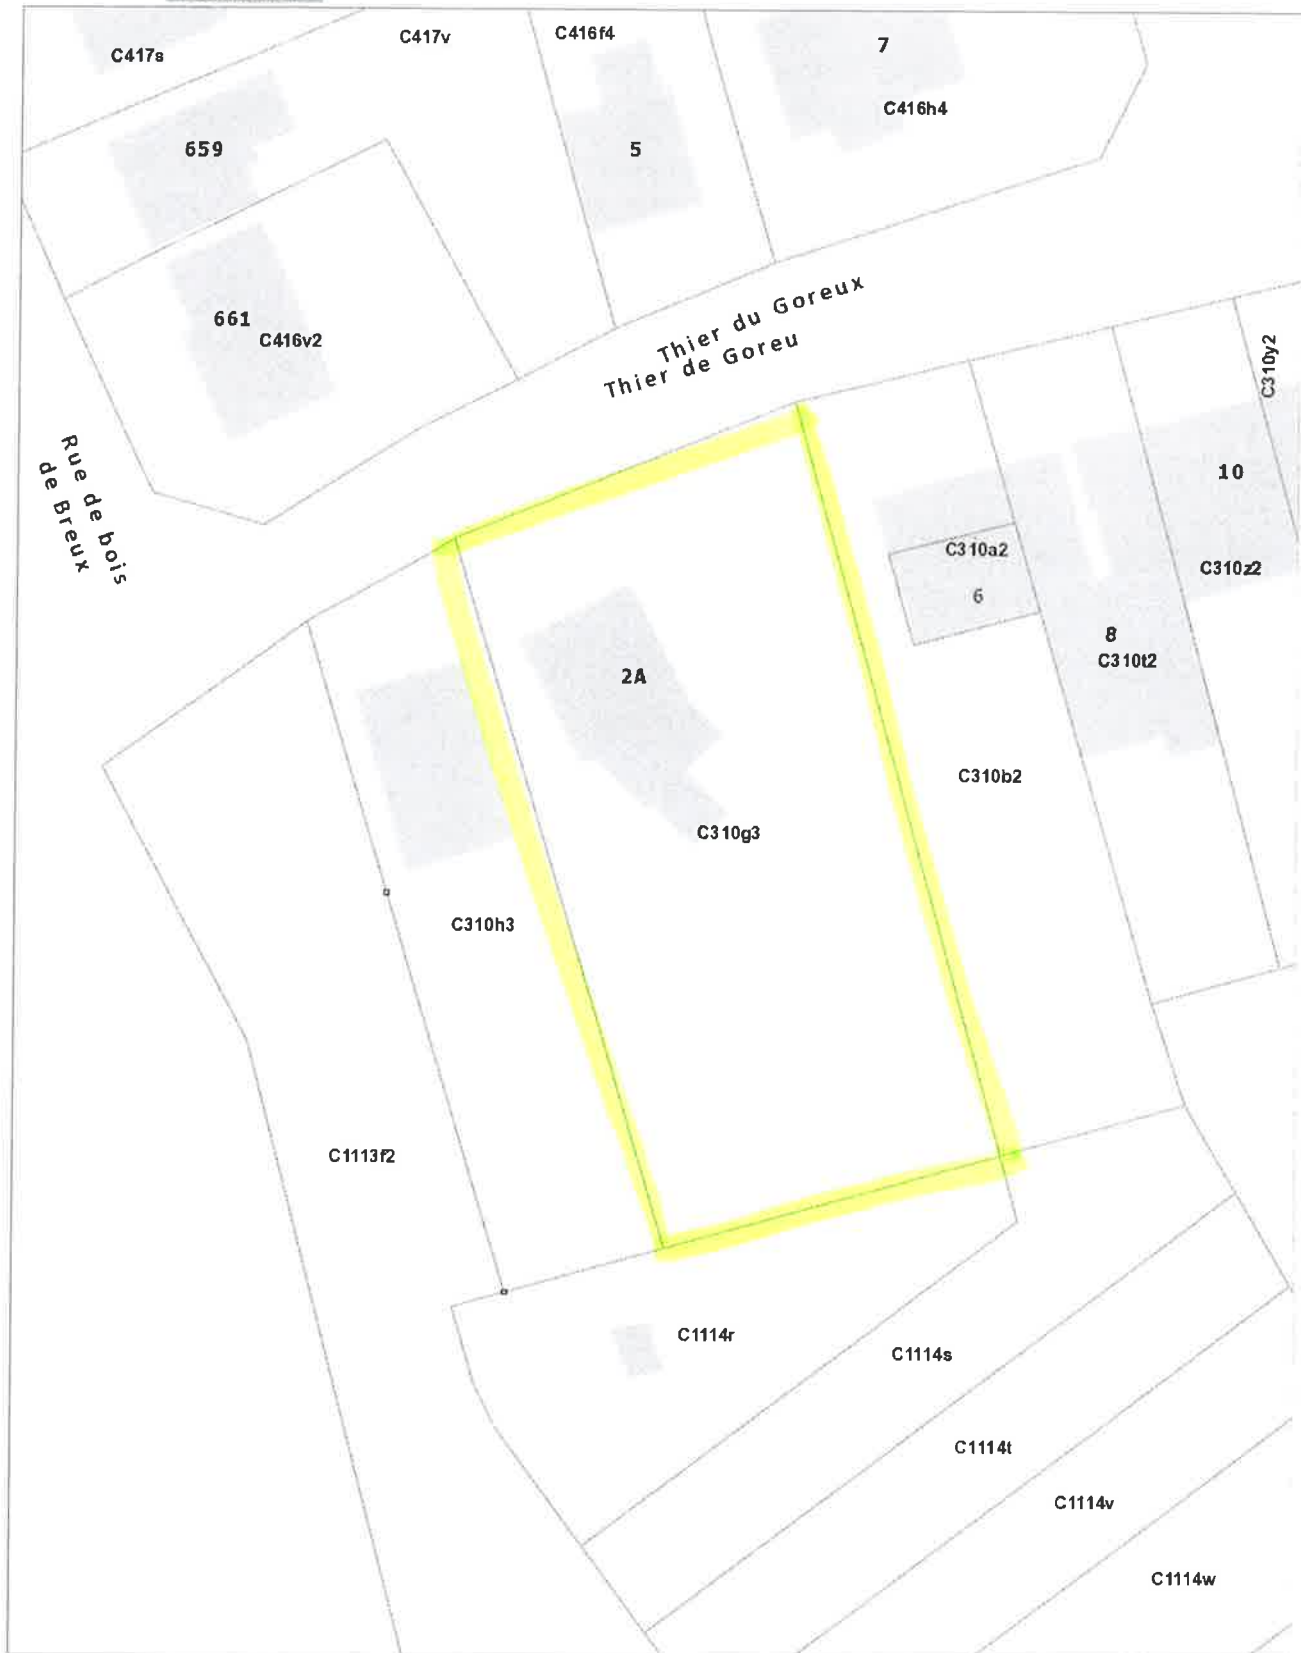 C417s
C417v
C416f4
7
C416h4
659
5
661
C416v2
Thier du Goreux
Thier de Goreu
C310y2
Rue de bois
de Breux
10
C310a2
C310z2
6
8
C310t2
2A
C310b2
C310g3
C310h3
C1113f2
C1114r
C1114s
C1114t
C1114v
C1114w